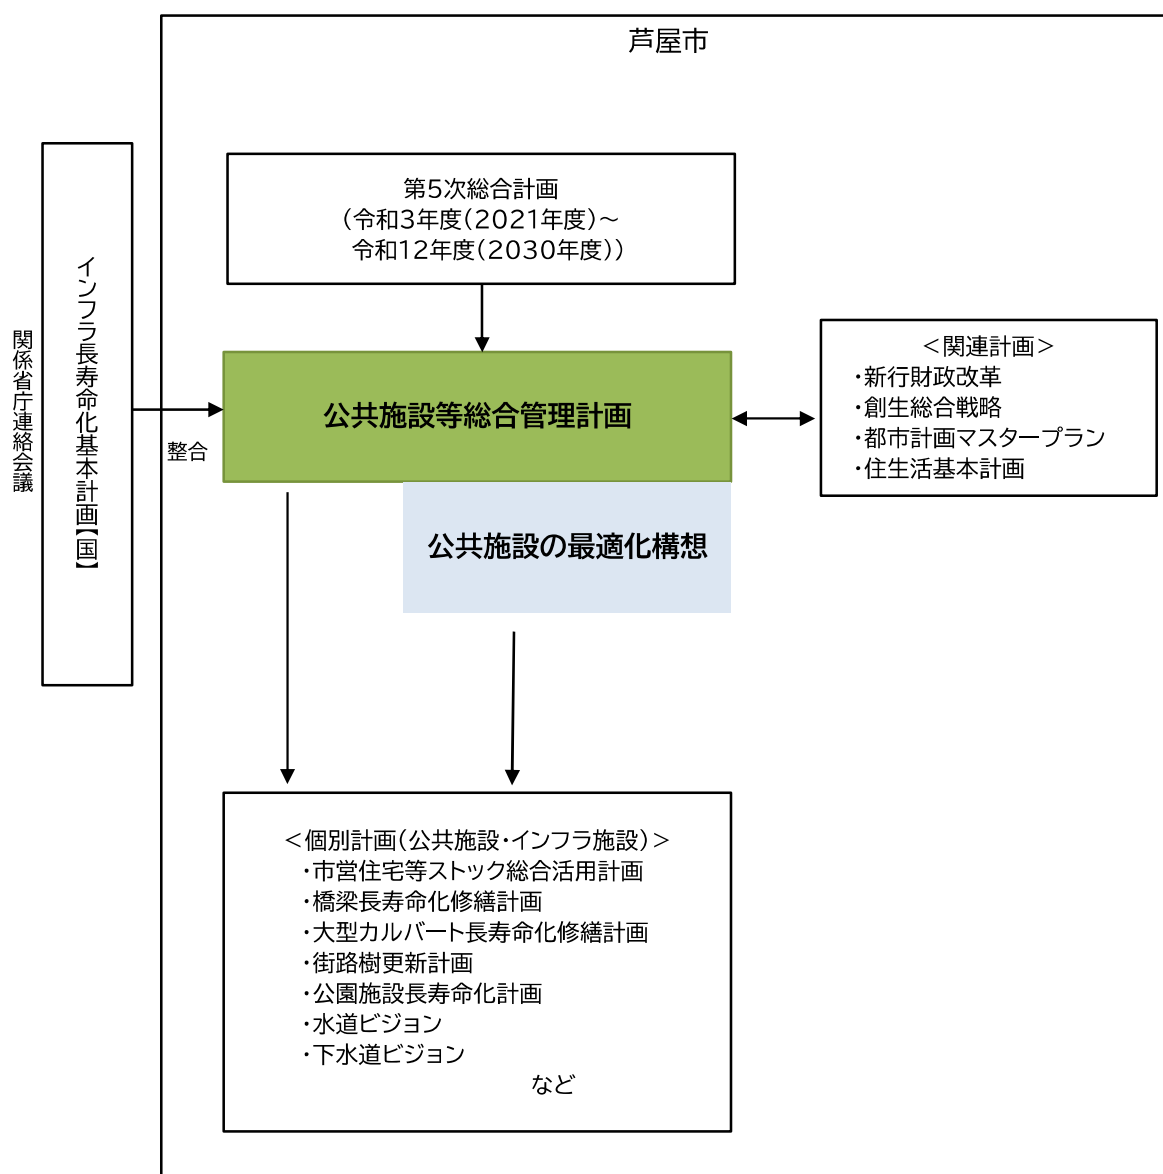 芦屋市
関係省庁連絡会議
インフラ長寿命化基本計画【国】
整合
第5次総合計画
（令和3年度（2021年度）～
令和12年度（2030年度））
公共施設等総合管理計画
公共施設の最適化構想
＜関連計画＞
・新行財政改革
・創生総合戦略
・都市計画マスタープラン
・住生活基本計画
＜個別計画（公共施設・インフラ施設）＞
・市営住宅等ストック総合活用計画
・橋梁長寿命化修繕計画
・大型カルバート長寿命化修繕計画
・街路樹更新計画
・公園施設長寿命化計画
・水道ビジョン
・下水道ビジョン
など